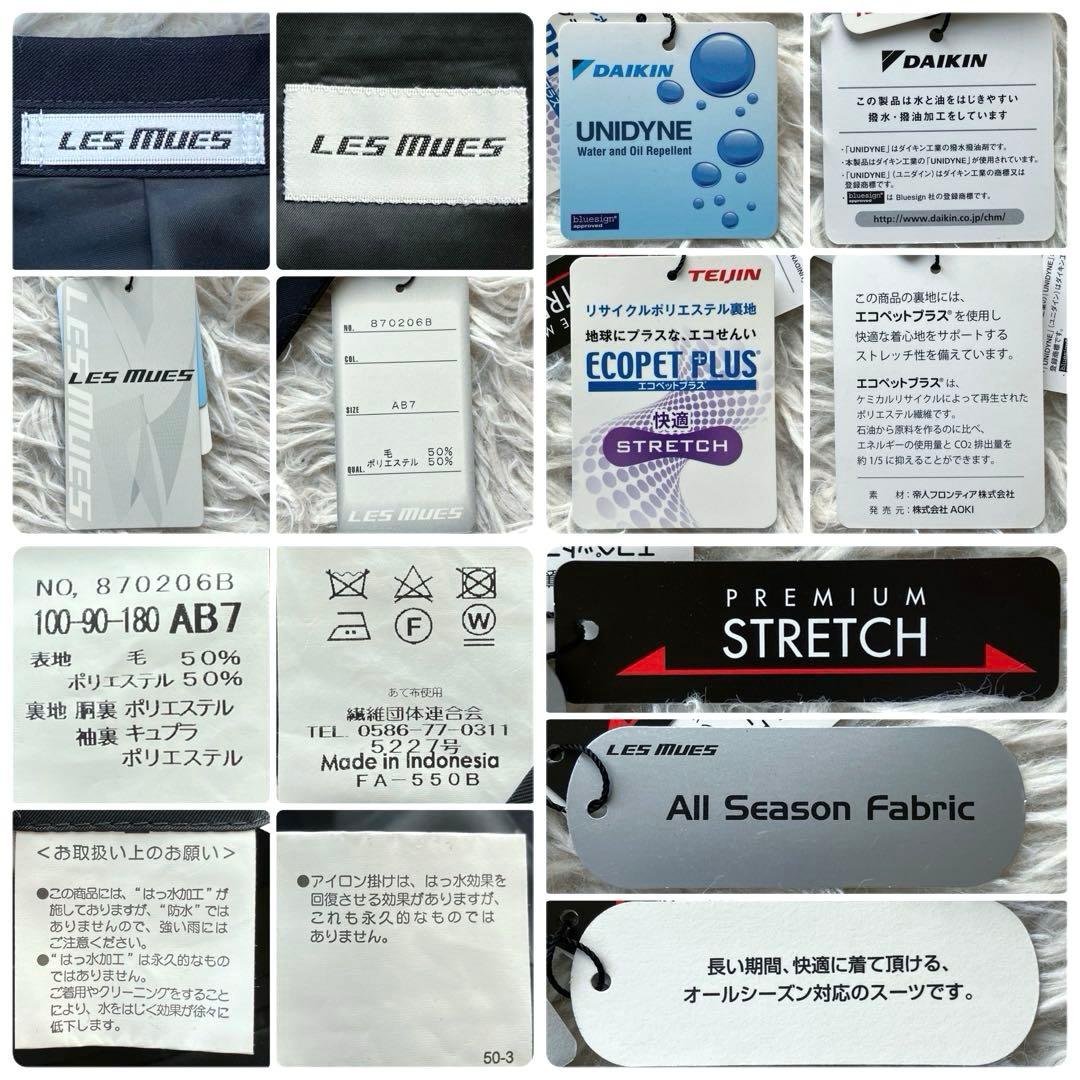 LES MUES
LES MUES
DAIKIN
UNIDYNE
Water and Oil Repellent
bluesign®
approved
DAIKIN
この製品は水と油をはじきやすい
撥水・撥油加工をしています
・「UNIDYNE」はダイキン工業の撥水撥油剤です。
・本製品はダイキン工業の「UNIDYNE」が使用されています。
・「UNIDYNE」(ユニダイン)はダイキン工業の商標又は
登録商標です。
・bluesign® approved は Bluesign 社の登録商標です。
http://www.daikin.co.jp/chm/
LES MUES
LES MUES
NO. 870206B
COL.
SIZE AB7
毛 50%
QUAL. ポリエステル 50%
LES MUES
TEIJIN
リサイクルポリエステル裏地
地球にプラスな、エコせんい
ECOPET PLUS®
エコペットプラス®
快適
STRETCH
この商品の裏地には、
エコペットプラス®を使用し
快適な着心地をサポートする
ストレッチ性を備えています。
エコペットプラス®は、
ケミカルリサイクルによって再生された
ポリエステル繊維です。
石油から原料を作るのに比べ、
エネルギーの使用量と CO2 排出量を
約 1/5 に抑えることができます。
素 材:帝人フロンティア株式会社
発 売 元:株式会社 AOKI
NO, 870206B
100-90-180 AB7
表地 毛 50%
ポリエステル 50%
裏地 胴裏 ポリエステル
袖裏 キュプラ
ポリエステル
F
W
あて布使用
繊維団体連合会
TEL. 0586-77-0311
5227号
Made in Indonesia
FA-550B
PREMIUM
STRETCH
LES MUES
All Season Fabric
<お取扱い上のお願い>
●この商品には、“はっ水加工”が
施しておりますが、“防水”では
ありませんので、強い雨には
ご注意ください。
●“はっ水加工”は永久的なもの
ではありません。
ご着用やクリーニングをすること
により、水をはじく効果が徐々に
低下します。
●アイロン掛けは、はっ水効果を
回復させる効果がありますが、
これも永久的なものでは
ありません。
50-3
長い期間、快適に着て頂ける、
オールシーズン対応のスーツです。